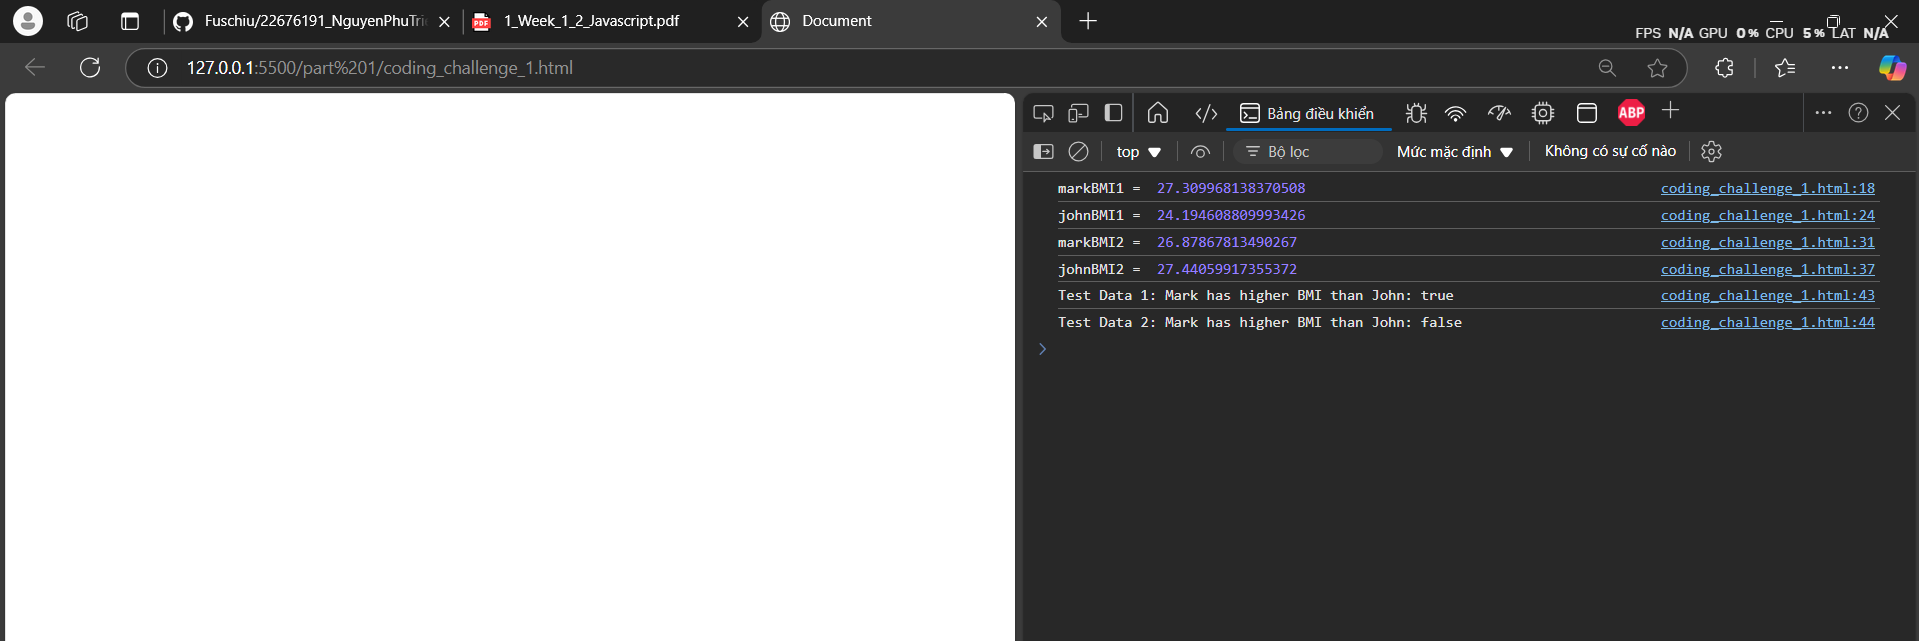 Fuschiu/22676191_NguyenPhuTri
1_Week_1_2_Javascript.pdf
Document
FPS N/A GPU 0% CPU 5% LAT N/A
127.0.0.1:5500/part%201/coding_challenge_1.html
Bảng điều khiển
ABP
top
Bộ lọc
Mức mặc định
Không có sự cố nào
markBMI1 = 27.309968138370508 coding_challenge_1.html:18
johnBMI1 = 24.194608809993426 coding_challenge_1.html:24
markBMI2 = 26.87867813490267 coding_challenge_1.html:31
johnBMI2 = 27.44059917355372 coding_challenge_1.html:37
Test Data 1: Mark has higher BMI than John: true coding_challenge_1.html:43
Test Data 2: Mark has higher BMI than John: false coding_challenge_1.html:44